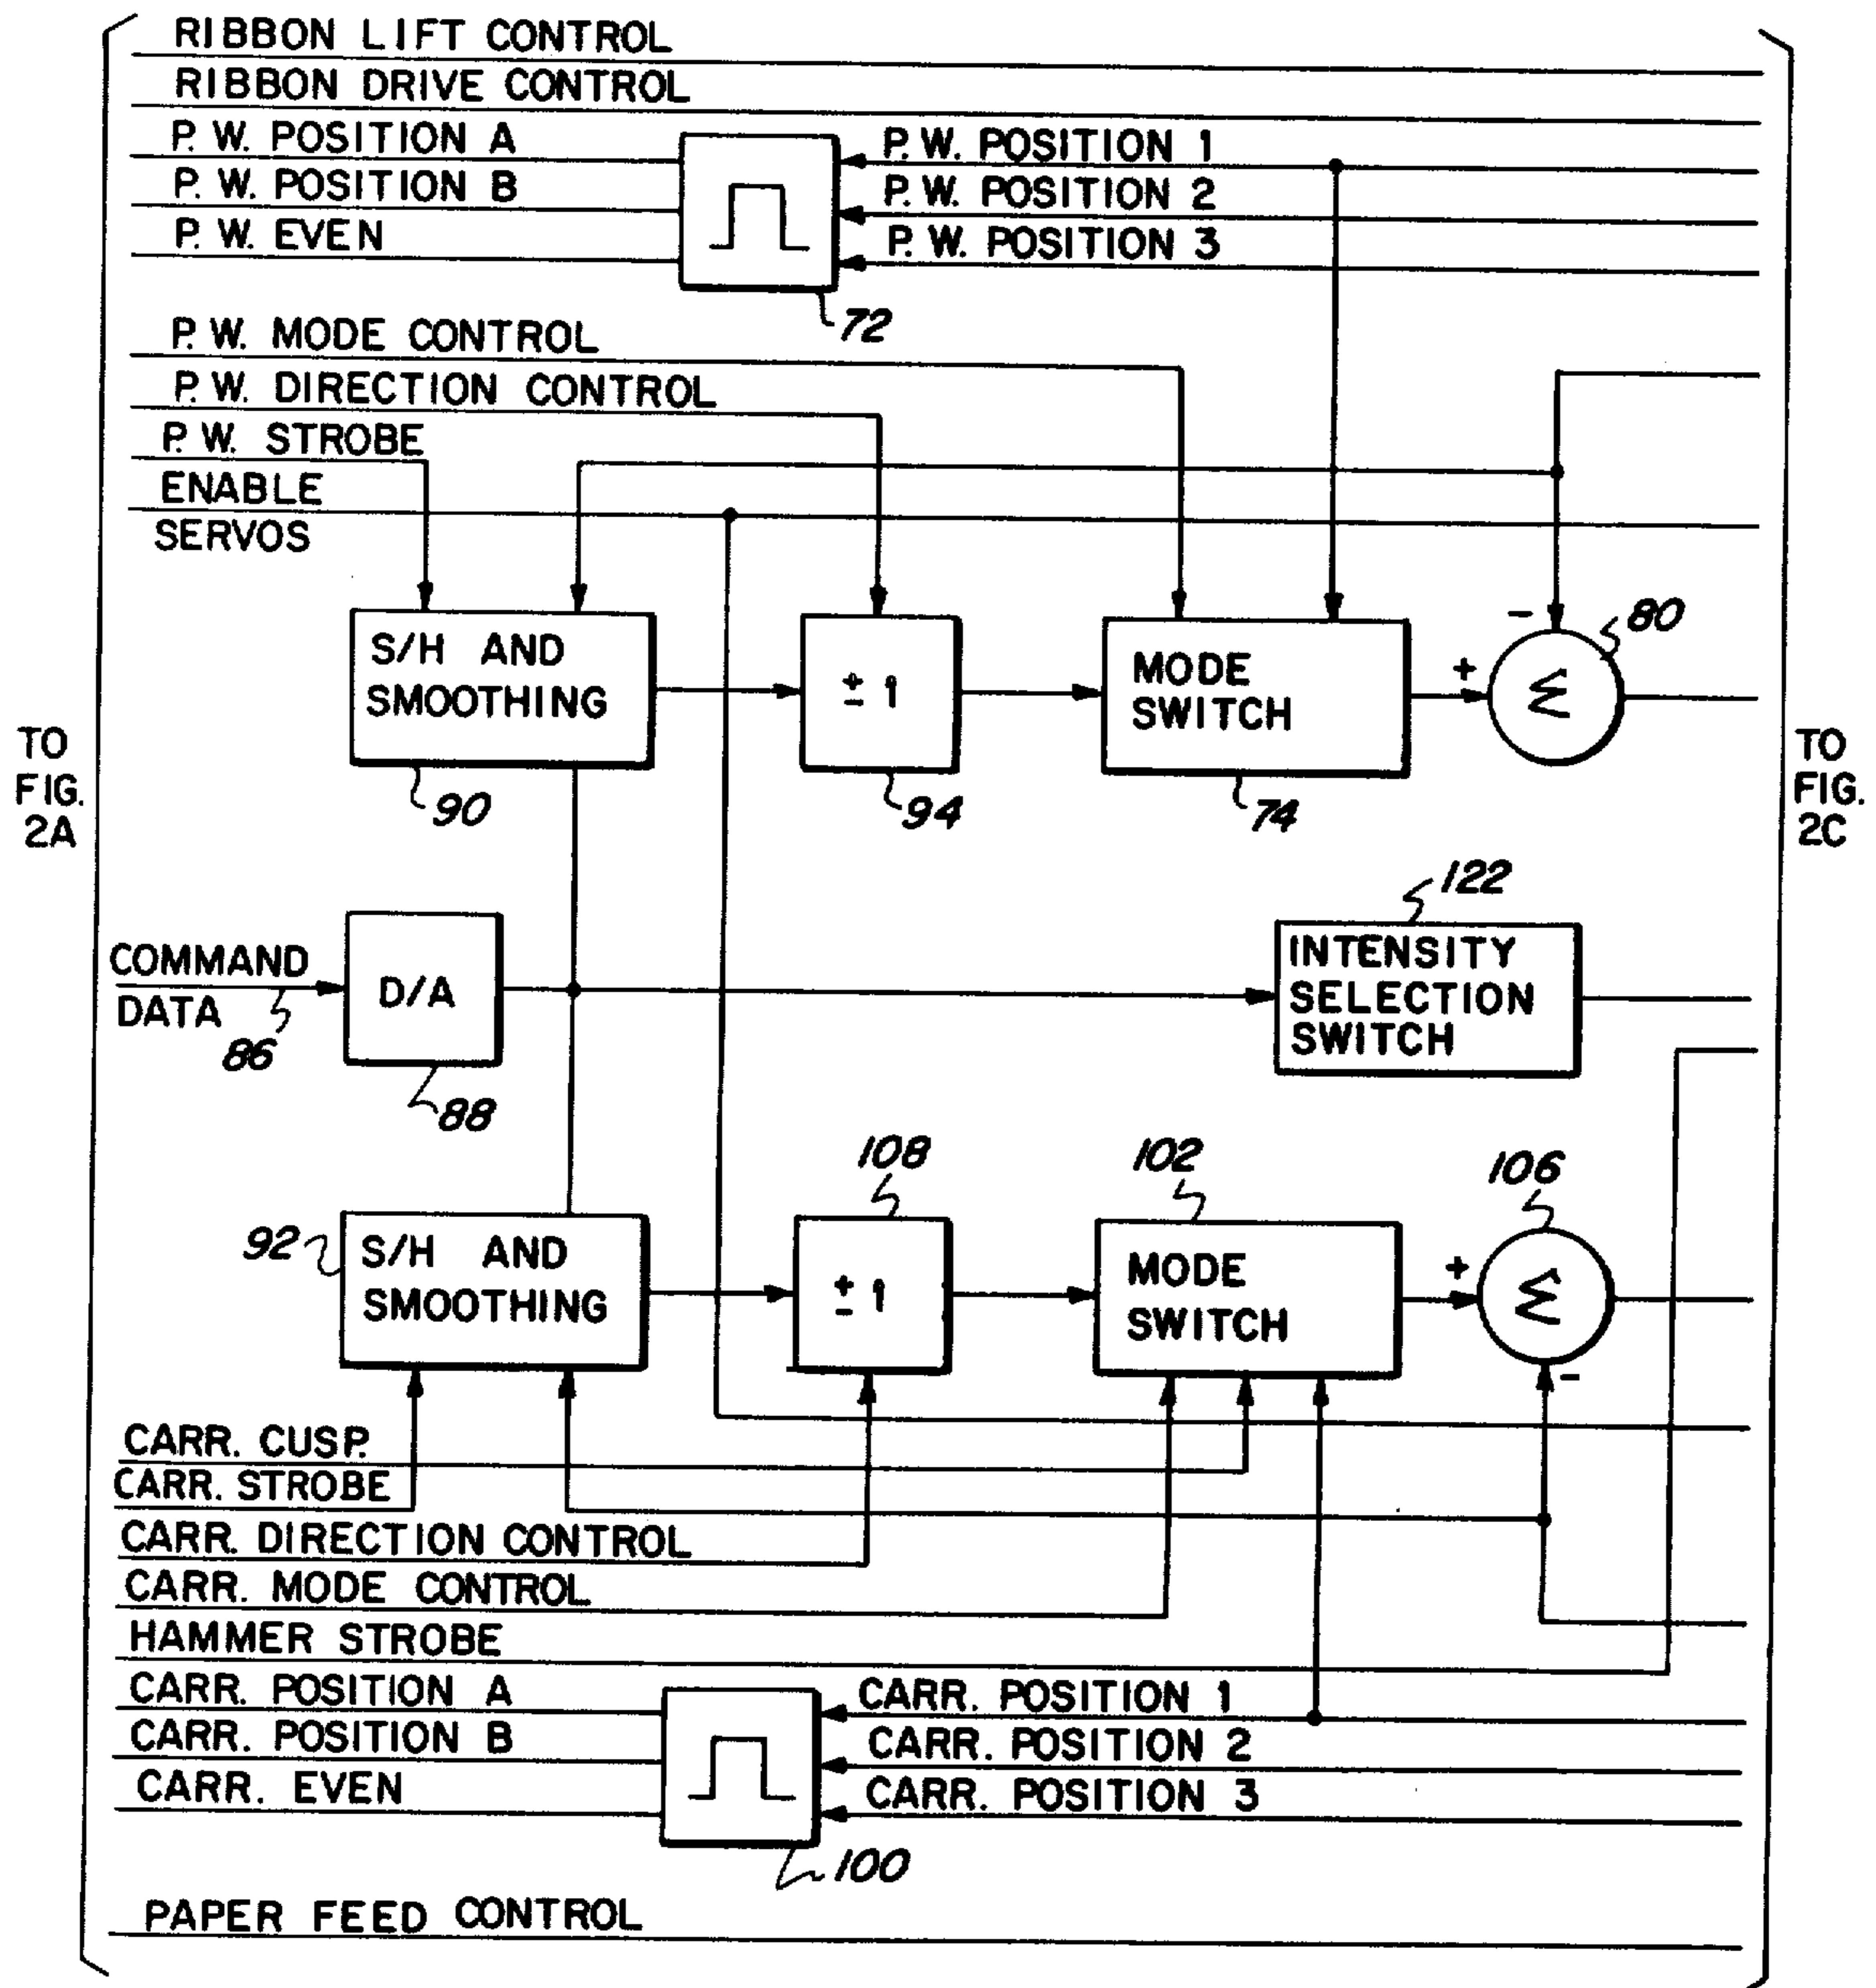 RIBBON LIFT CONTROL
RIBBON DRIVE CONTROL
P. W. POSITION A
P. W. POSITION 1
P. W. POSITION B
P. W. POSITION 2
P. W. EVEN
P. W. POSITION 3
72
P. W. MODE CONTROL
P. W. DIRECTION CONTROL
P. W. STROBE
ENABLE
SERVOS
- 80
S/H AND
SMOOTHING
± 1
MODE
SWITCH
+
Σ
90
94
74
TO
FIG.
2A
TO
FIG.
2C
122
COMMAND
DATA
86
D/A
88
INTENSITY
SELECTION
SWITCH
108
102
106
92
S/H AND
SMOOTHING
± 1
MODE
SWITCH
+
Σ
-
CARR. CUSP.
CARR. STROBE
CARR. DIRECTION CONTROL
CARR. MODE CONTROL
HAMMER STROBE
CARR. POSITION A
CARR. POSITION 1
CARR. POSITION B
CARR. POSITION 2
CARR. EVEN
CARR. POSITION 3
100
PAPER FEED CONTROL